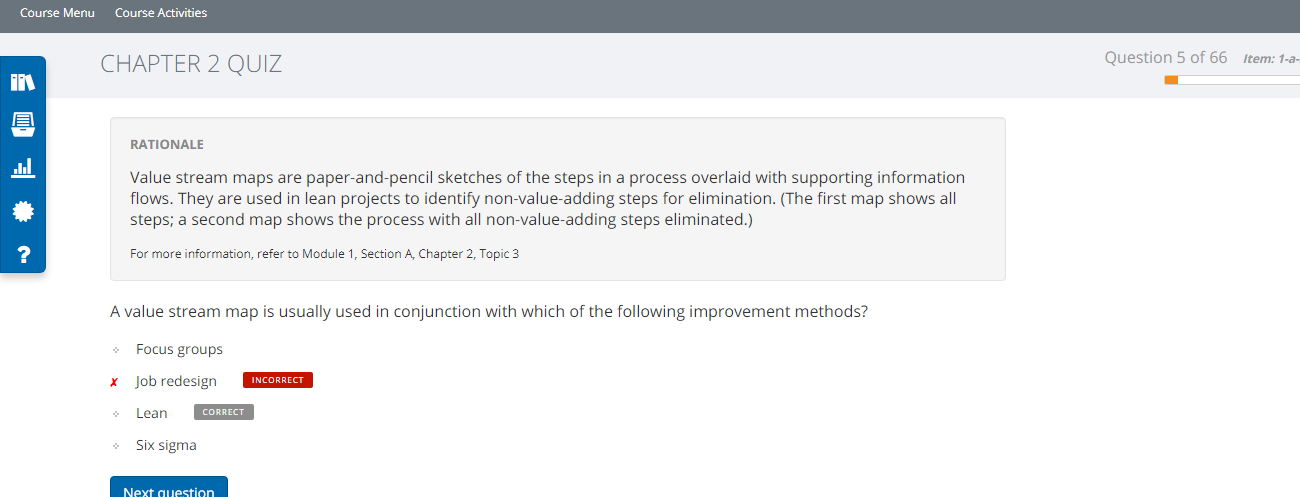 Course Menu Course Activities
CHAPTER 2 QUIZ
Question 5 of 66 Item: 1-a-
RATIONALE
Value stream maps are paper-and-pencil sketches of the steps in a process overlaid with supporting information
flows. They are used in lean projects to identify non-value-adding steps for elimination. (The first map shows all
steps; a second map shows the process with all non-value-adding steps eliminated.)
For more information, refer to Module 1, Section A, Chapter 2, Topic 3
A value stream map is usually used in conjunction with which of the following improvement methods?
Focus groups
✗ Job redesign INCORRECT
Lean CORRECT
Six sigma
Next question
?